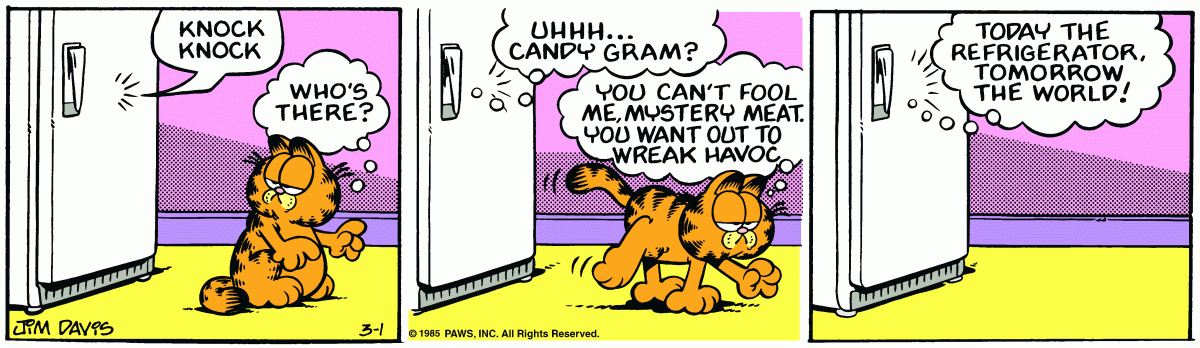 KNOCK
KNOCK
WHO'S
THERE?
JIM DAVIS
3-1
UHHH...
CANDY GRAM?
YOU CAN'T FOOL
ME, MYSTERY MEAT.
YOU WANT OUT TO
WREAK HAVOC
© 1985 PAWS, INC. All Rights Reserved.
TODAY THE
REFRIGERATOR,
TOMORROW
THE WORLD!